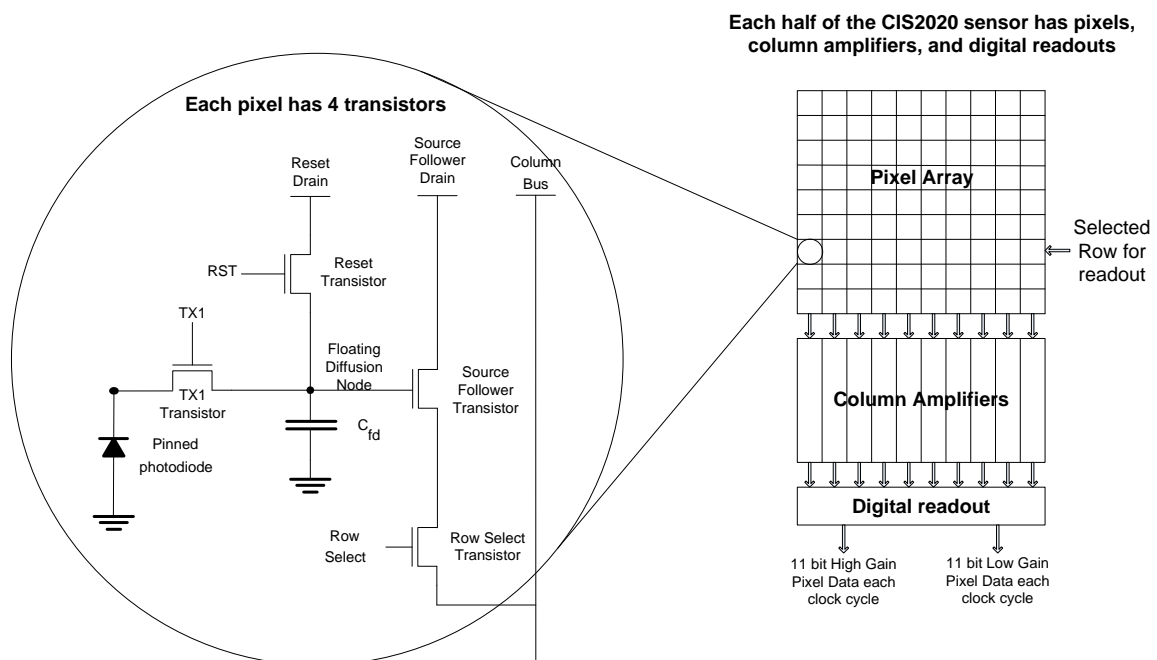 Each half of the CIS2020 sensor has pixels,
column amplifiers, and digital readouts
Each pixel has 4 transistors
Reset
Drain
Source
Follower
Drain
Column
Bus
RST
Reset
Transistor
TX1
TX1
Transistor
Floating
Diffusion
Node
Source
Follower
Transistor
Cfd
Pinned
photodiode
Row
Select
Row Select
Transistor
Pixel Array
Selected
Row for
readout
Column Amplifiers
Digital readout
11 bit High Gain
Pixel Data each
clock cycle
11 bit Low Gain
Pixel Data each
clock cycle